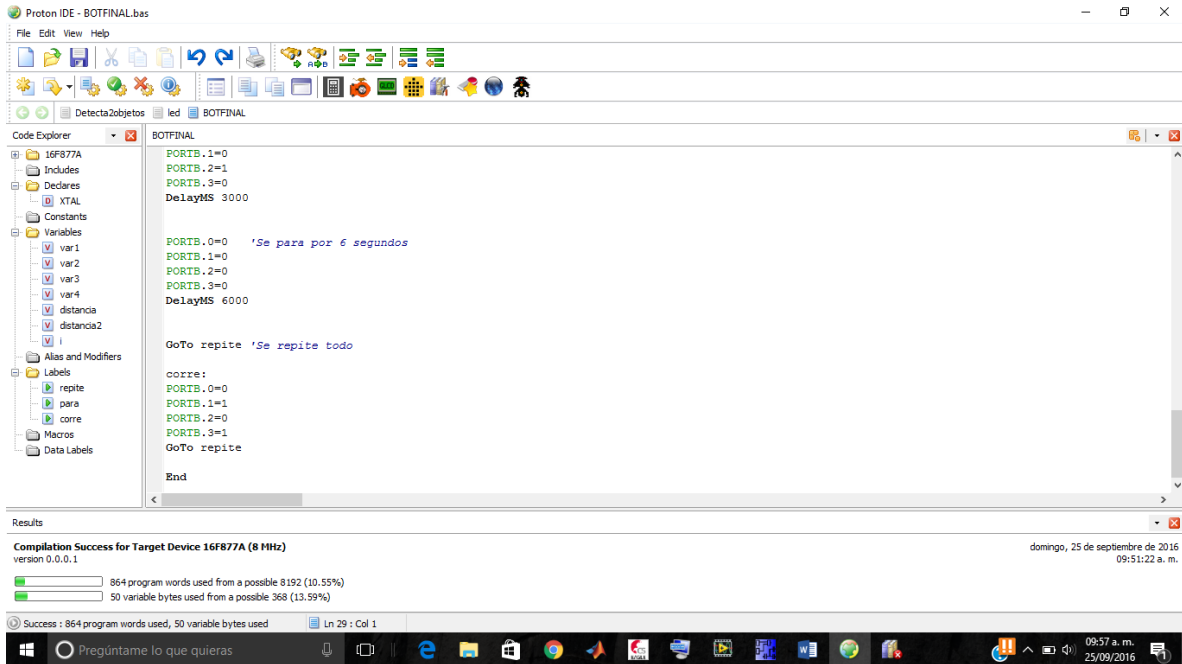 Proton IDE - BOTFINAL.bas
File Edit View Help
Detecta2objetos led BOTFINAL
Code Explorer
BOTFINAL
16F877A
Includes
Declares
XTAL
Constants
Variables
var1
var2
var3
var4
distancia
distancia2
i
Alias and Modifiers
Labels
repite
para
corre
Macros
Data Labels
PORTB.1=0
PORTB.2=1
PORTB.3=0
DelayMS 3000
PORTB.0=0 'Se para por 6 segundos
PORTB.1=0
PORTB.2=0
PORTB.3=0
DelayMS 6000
GoTo repite 'Se repite todo
corre:
PORTB.0=0
PORTB.1=1
PORTB.2=0
PORTB.3=1
GoTo repite
End
Results
Compilation Success for Target Device 16F877A (8 MHz)
version 0.0.0.1
domingo, 25 de septiembre de 2016
09:51:22 a. m.
864 program words used from a possible 8192 (10.55%)
50 variable bytes used from a possible 368 (13.59%)
Success : 864 program words used, 50 variable bytes used
Ln 29 : Col 1
Pregúntame lo que quieras
09:57 a. m.
25/09/2016